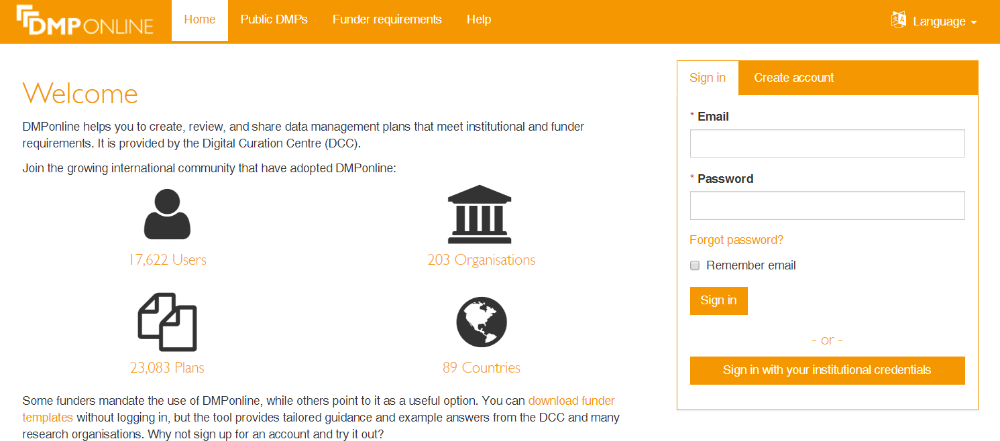 DMPONLINE
Home
Public DMPs
Funder requirements
Help
Language
Welcome
DMPonline helps you to create, review, and share data management plans that meet institutional and funder
requirements. It is provided by the Digital Curation Centre (DCC).
Join the growing international community that have adopted DMPonline:
17,622 Users
203 Organisations
23,083 Plans
89 Countries
Some funders mandate the use of DMPonline, while others point to it as a useful option. You can download funder
templates without logging in, but the tool provides tailored guidance and example answers from the DCC and many
research organisations. Why not sign up for an account and try it out?
Sign in
Create account
* Email
* Password
Forgot password?
Remember email
Sign in
- or -
Sign in with your institutional credentials